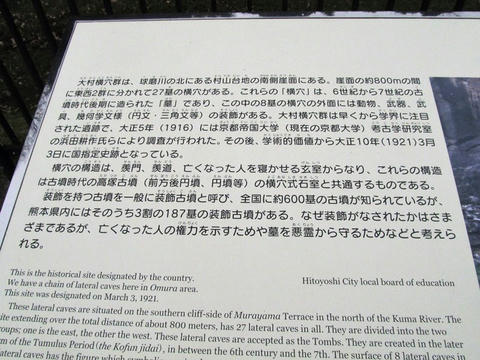 大村横穴群は、球磨川の北にある村山台地の南側崖面にある。崖面の約800mの間
に東西2群に分かれて27基の横穴がある。これらの「横穴」は、6世紀から7世紀の古
墳時代後期に造られた「墓」であり、この中の8基の横穴の外面には動物、武器、武
具、幾何学文様（円文・三角文等）の装飾がある。大村横穴群は早くから学界に注目
された遺跡で、大正5年（1916）には京都帝国大学（現在の京都大学）考古学研究室
の浜田耕作氏らにより調査が行われた。その後、学術的価値から大正10年(1921)3月
3日に国指定史跡となっている。
横穴の構造は、羨門、羨道、亡くなった人を寝かせる玄室からなり、これらの構造
は古墳時代の高塚古墳（前方後円墳、円墳等）の横穴式石室と共通するものである。
装飾を持つ古墳を一般に装飾古墳と呼び、全国に約600基の古墳が知られているが、
熊本県内にはそのうち3割の187基の装飾古墳がある。なぜ装飾がなされたかはさま
ざまであるが、亡くなった人の権力を示すためや墓を悪霊から守るためなどと考えら
れる。
This is the historical site designated by the country.
We have a chain of lateral caves here in Omura area.
This site was designated on March 3, 1921.
Hitoyoshi City local board of education
These lateral caves are situated on the southern cliff-side of Murayama Terrace in the north of the Kuma River. The
site extending over the total distance of about 800 meters, has 27 lateral caves in all. They are divided into the two
groups; one is the east, the other the west. These lateral caves are accepted as the Tombs. They are created in the later
of the Tumulus Period (the Kofun jidai), in between the 6th century and the 7th. The surface of 8 lateral caves in